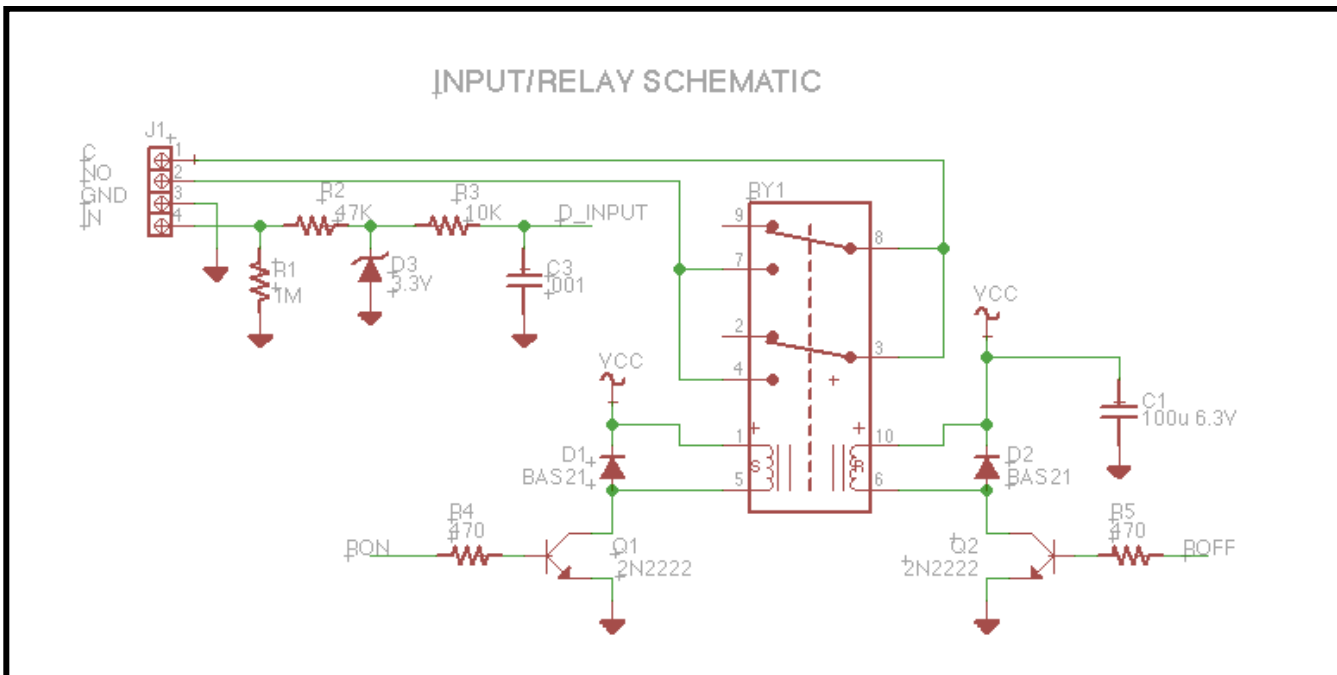 INPUT/RELAY SCHEMATIC
J1
C
NO
GND
IN
1
2
3
4
R2
47K
R3
10K
D_INPUT
R1
1M
D3
3.3V
C3
.001
RY1
9
7
2
4
1
5
8
3
10
6
S
R
VCC
VCC
C1
100u 6.3V
D1
BAS21
D2
BAS21
R4
470
RON
Q1
2N2222
Q2
2N2222
R5
470
ROFF